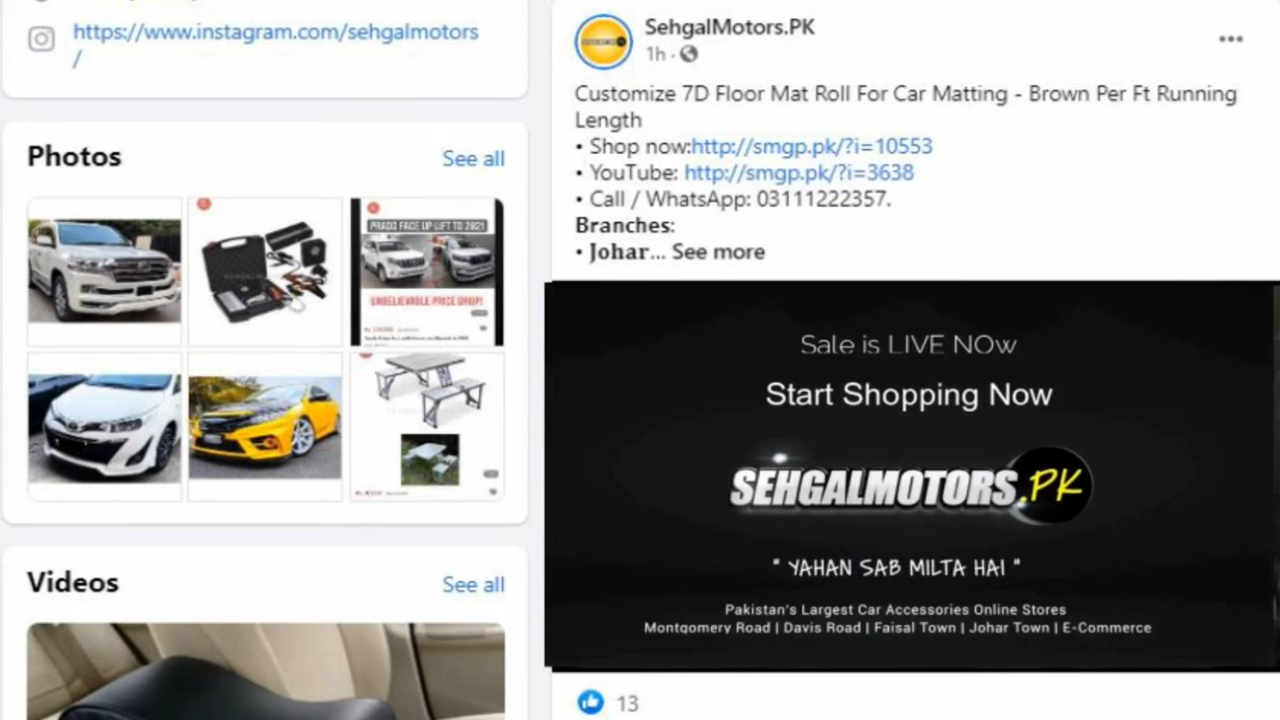 https://www.instagram.com/sehgalmotors
/
Photos
See all
PRADO FACE UP LIFT TO 2021
UNBELIEVABLE PRICE DROP!
Videos
See all
SehgalMotors.PK
1h ·
Customize 7D Floor Mat Roll For Car Matting - Brown Per Ft Running
Length
• Shop now:http://smgp.pk/?i=10553
• YouTube: http://smgp.pk/?i=3638
• Call / WhatsApp: 03111222357.
Branches:
• Johar... See more
Sale is LIVE NOw
Start Shopping Now
SEHGALMOTORS.PK
" YAHAN SAB MILTA HAI "
Pakistan's Largest Car Accessories Online Stores
Montgomery Road | Davis Road | Faisal Town | Johar Town | E-Commerce
13